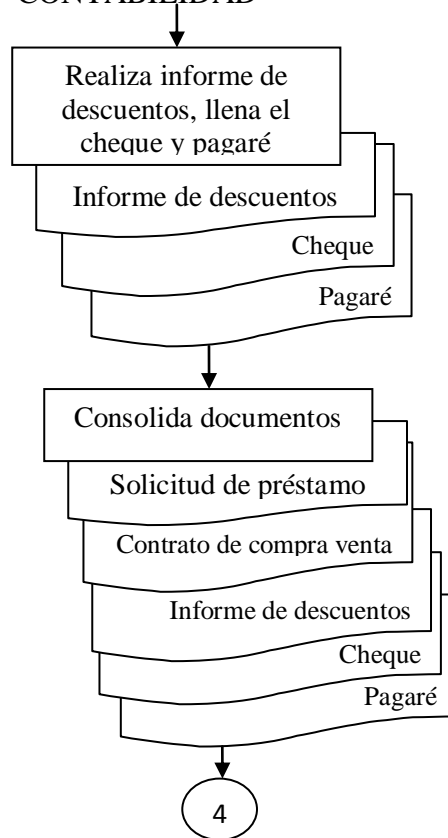 CONTABILIDAD
Realiza informe de
descuentos, llena el
cheque y pagaré
Informe de descuentos
Cheque
Pagaré
Consolida documentos
Solicitud de préstamo
Contrato de compra venta
Informe de descuentos
Cheque
Pagaré
4